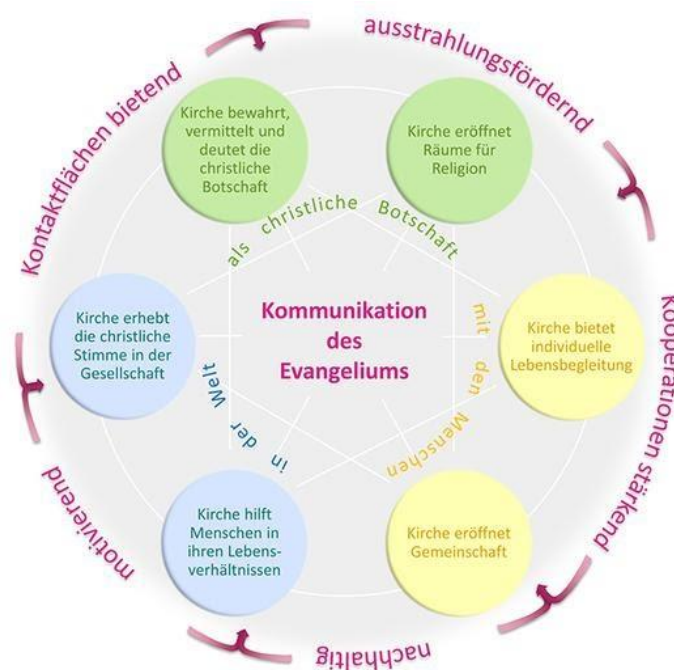 Kontaktflächen bietend
ausstrahlungsfördernd
Kooperationen stärkend
nachhaltig
motivierend
Kirche bewahrt,
vermittelt und
deutet die
christliche
Botschaft
Kirche eröffnet
Räume für
Religion
als christliche Botschaft
Kirche erhebt
die christliche
Stimme in der
Gesellschaft
Kommunikation
des
Evangeliums
mit den Menschen
Kirche bietet
individuelle
Lebensbegleitung
in der Welt
Kirche hilft
Menschen in
ihren Lebens-
verhältnissen
Kirche eröffnet
Gemeinschaft